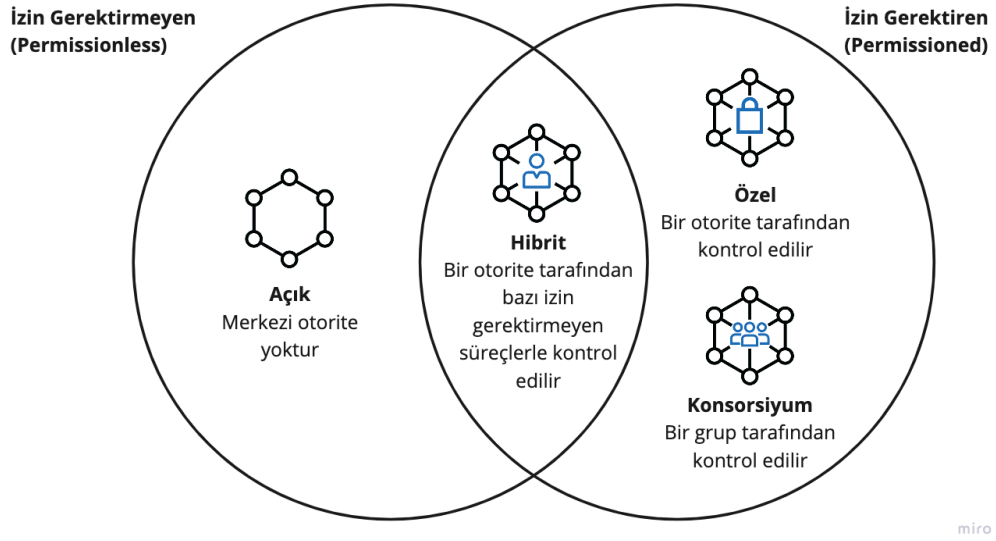 İzin Gerektirmeyen
(Permissionless)
İzin Gerektiren
(Permissioned)
Açık
Merkezi otorite
yoktur
Hibrit
Bir otorite tarafından
bazı izin
gerektirmeyen
süreçlerle kontrol
edilir
Özel
Bir otorite tarafından
kontrol edilir
Konsorsiyum
Bir grup tarafından
kontrol edilir
miro